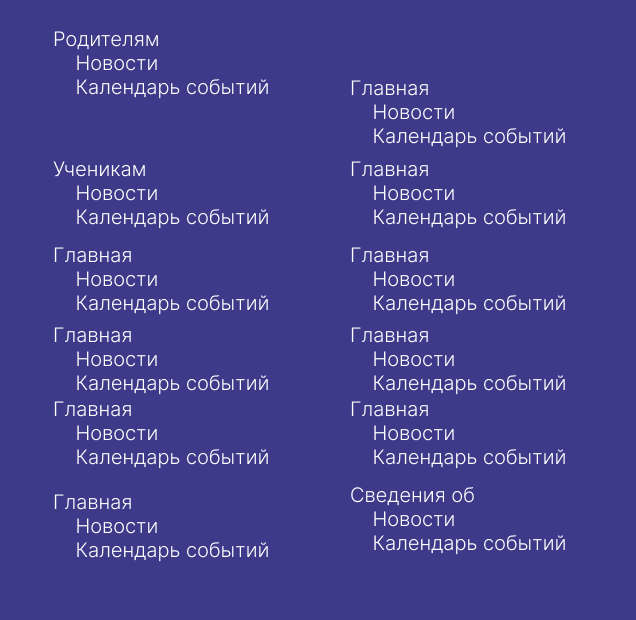 Родителям
Новости
Календарь событий
Ученикам
Новости
Календарь событий
Главная
Новости
Календарь событий
Главная
Новости
Календарь событий
Главная
Новости
Календарь событий
Главная
Новости
Календарь событий
Главная
Новости
Календарь событий
Главная
Новости
Календарь событий
Главная
Новости
Календарь событий
Главная
Новости
Календарь событий
Главная
Новости
Календарь событий
Сведения об
Новости
Календарь событий